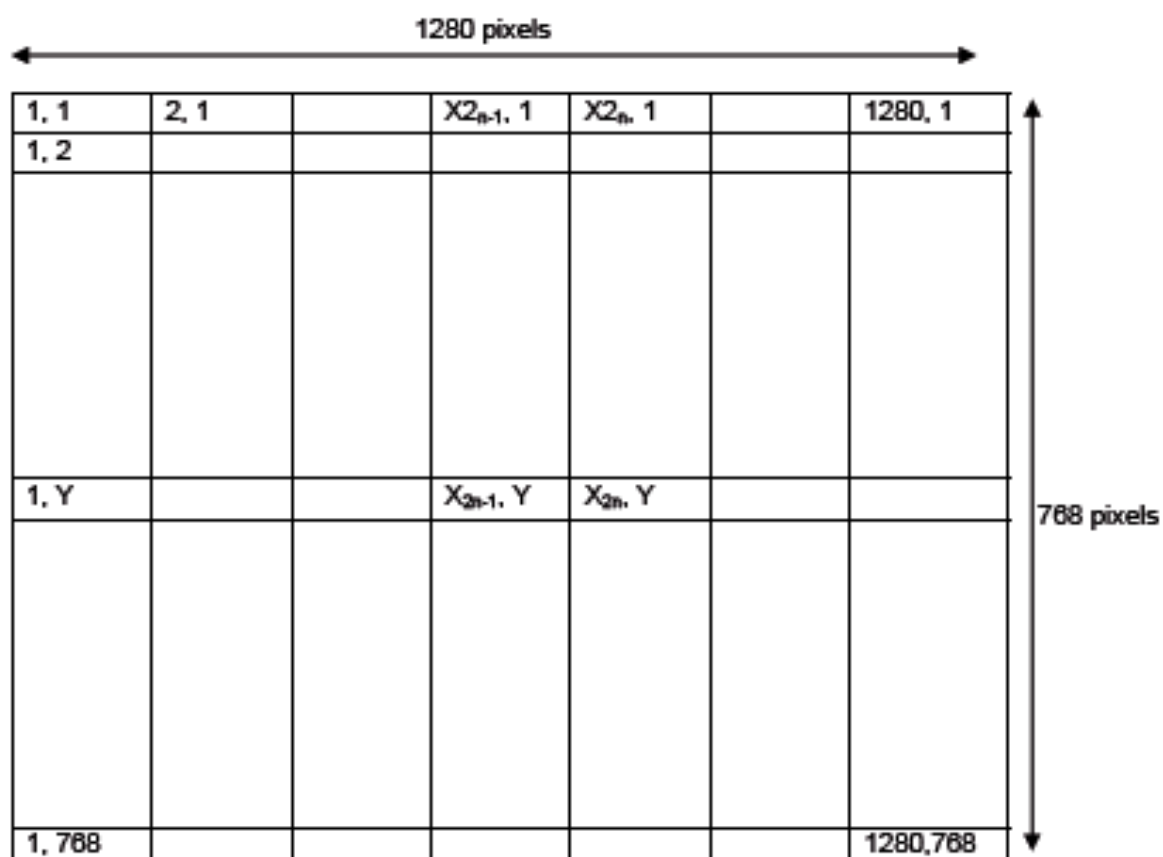 1280 pixels
1, 1 2, 1 X2n-1, 1 X2n, 1 1280, 1
1, 2
1, Y X2n-1, Y X2n, Y
768 pixels
1, 768 1280,768